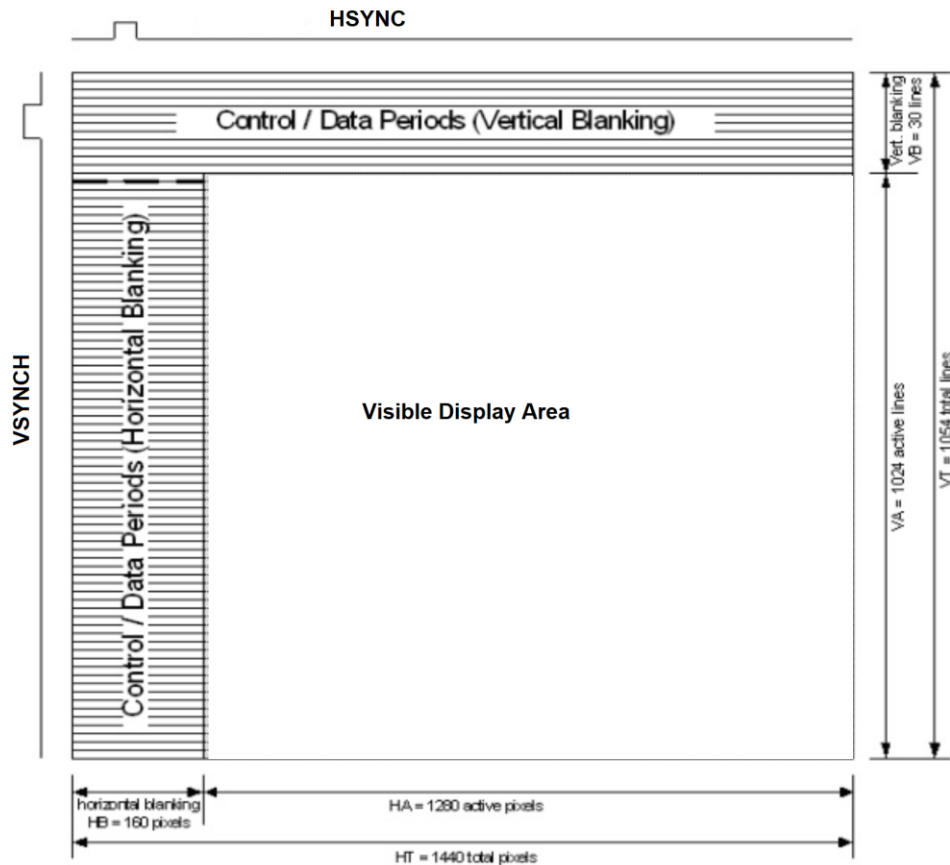 HSYNC
Control / Data Periods (Vertical Blanking)
Vert. blanking
VB = 30 lines
Control / Data Periods (Horizontal Blanking)
VSYNCH
Visible Display Area
VA = 1024 active lines
VT = 1054 total lines
horizontal blanking
HB = 160 pixels
HA = 1280 active pixels
HT = 1440 total pixels